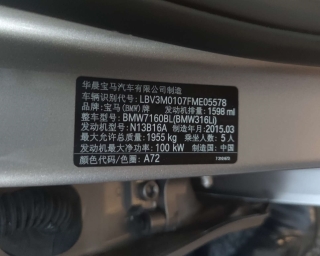 华晨宝马汽车有限公司制造
车辆识别代号:LBV3M0107FME05578
品牌:宝马(BMW) 发动机排量:1598 ml
整车型号:BMW7160BL(BMW316Li)
发动机型号:N13B16A 制造年月:2015.03
最大允许总质量:1955 kg 乘坐人数:5 人
发动机最大净功率:100 kW 制造国:中国
颜色代码/色圈:A72